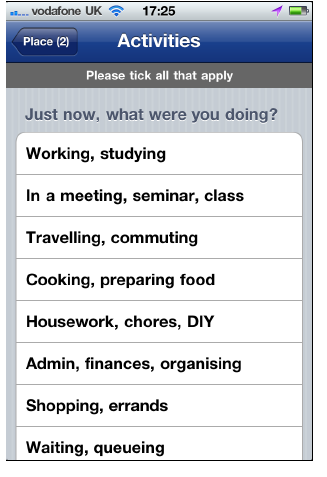 vodafone UK 17:25
Place (2) Activities
Please tick all that apply
Just now, what were you doing?
Working, studying
In a meeting, seminar, class
Travelling, commuting
Cooking, preparing food
Housework, chores, DIY
Admin, finances, organising
Shopping, errands
Waiting, queueing